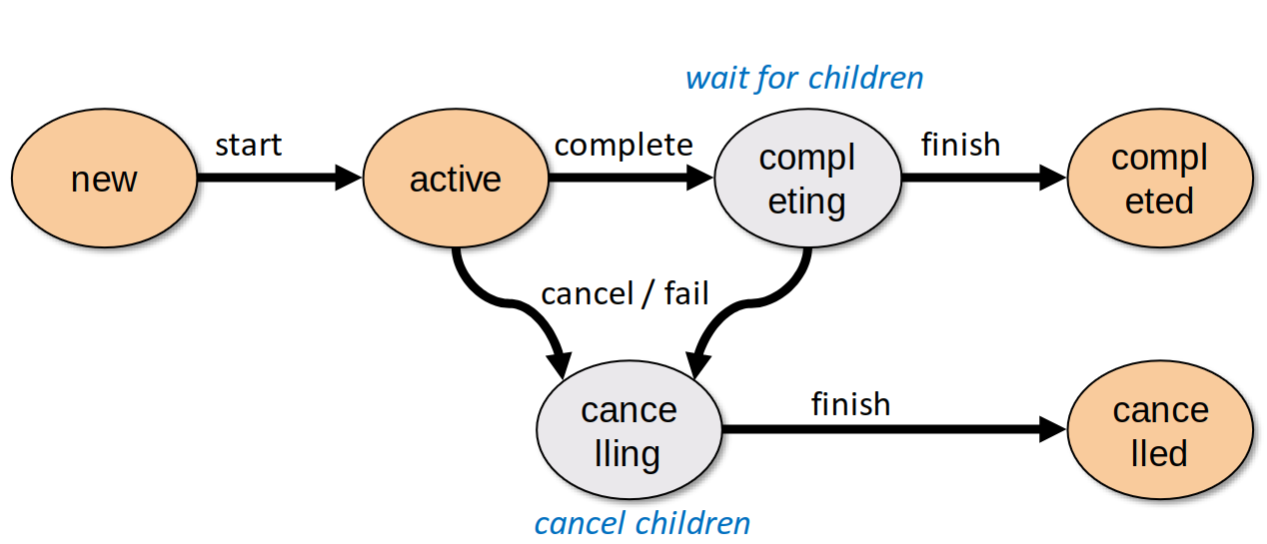 wait for children
new
start
active
complete
compl
eting
finish
compl
eted
cancel / fail
cance
lling
finish
cance
lled
cancel children